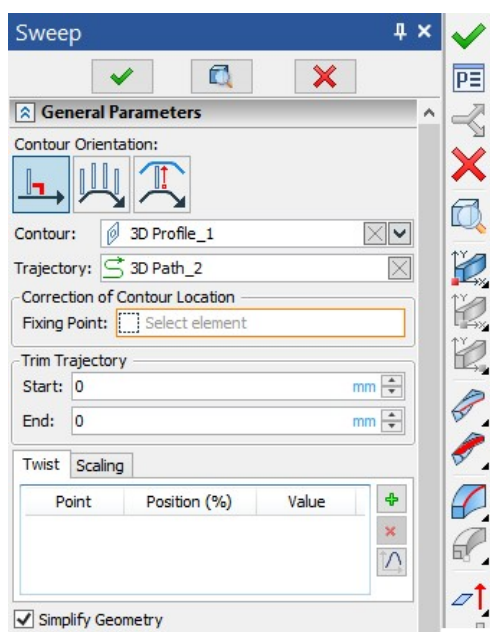 Sweep
General Parameters
Contour Orientation:
Contour: 3D Profile_1
Trajectory: 3D Path_2
Correction of Contour Location
Fixing Point: Select element
Trim Trajectory
Start: 0 mm
End: 0 mm
Twist Scaling
Point Position (%) Value
Simplify Geometry